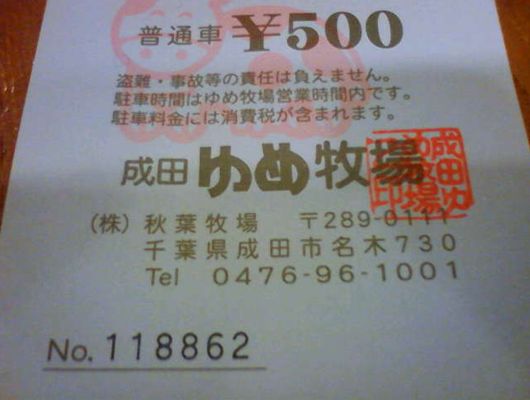 普通車 ¥500
盗難・事故等の責任は負えません。
駐車時間はゆめ牧場営業時間内です。
駐車料金には消費税が含まれます。
成田ゆめ牧場
(株) 秋葉牧場 〒289-0111
千葉県成田市名木730
Tel 0476-96-1001
No. 118862